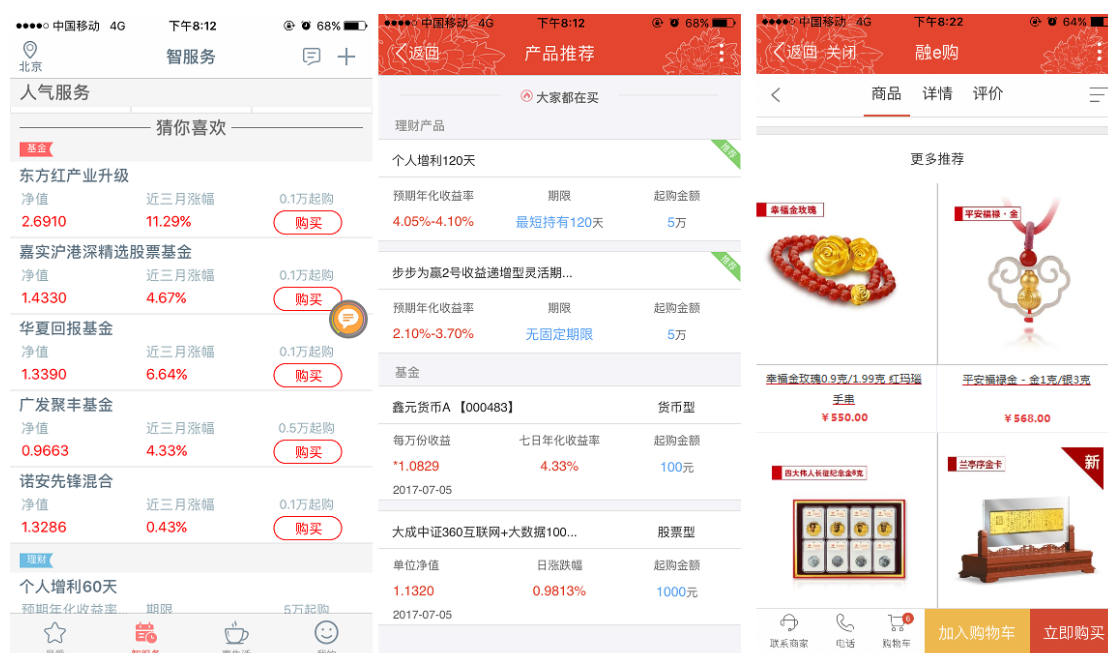 中国移动 4G 下午8:12 68%
北京
智服务
人气服务
猜你喜欢
基金
东方红产业升级
净值 近三月涨幅 0.1万起购
2.6910 11.29% 购买
嘉实沪港深精选股票基金
净值 近三月涨幅 0.1万起购
1.4330 4.67% 购买
华夏回报基金
净值 近三月涨幅 0.1万起购
1.3390 6.64% 购买
广发聚丰基金
净值 近三月涨幅 0.5万起购
0.9663 4.33% 购买
诺安先锋混合
净值 近三月涨幅 0.1万起购
1.3286 0.43% 购买
理财
个人增利60天
预期年化收益率 期限 5万起购
智服务
中国移动 4G 下午8:12 68%
返回 产品推荐
大家都在买
理财产品
个人增利120天 推荐
预期年化收益率 期限 起购金额
4.05%-4.10% 最短持有120天 5万
步步为赢2号收益递增型灵活期... 推荐
预期年化收益率 期限 起购金额
2.10%-3.70% 无固定期限 5万
基金
鑫元货币A 【000483】 货币型
每万份收益 七日年化收益率 起购金额
*1.0829 4.33% 100元
2017-07-05
大成中证360互联网+大数据100... 股票型
单位净值 日涨跌幅 起购金额
1.1320 0.9813% 1000元
2017-07-05
中国移动 4G 下午8:22 64%
返回 关闭 融e购
商品 详情 评价
更多推荐
幸福金玫瑰
平安福禄·金
幸福金玫瑰0.9克/1.99克 红玛瑙
手串
￥550.00
平安福禄金 - 金1克/银3克
￥568.00
四大伟人长征纪念金8克
兰亭序金卡
新
联系商家 电话 购物车 6 加入购物车 立即购买